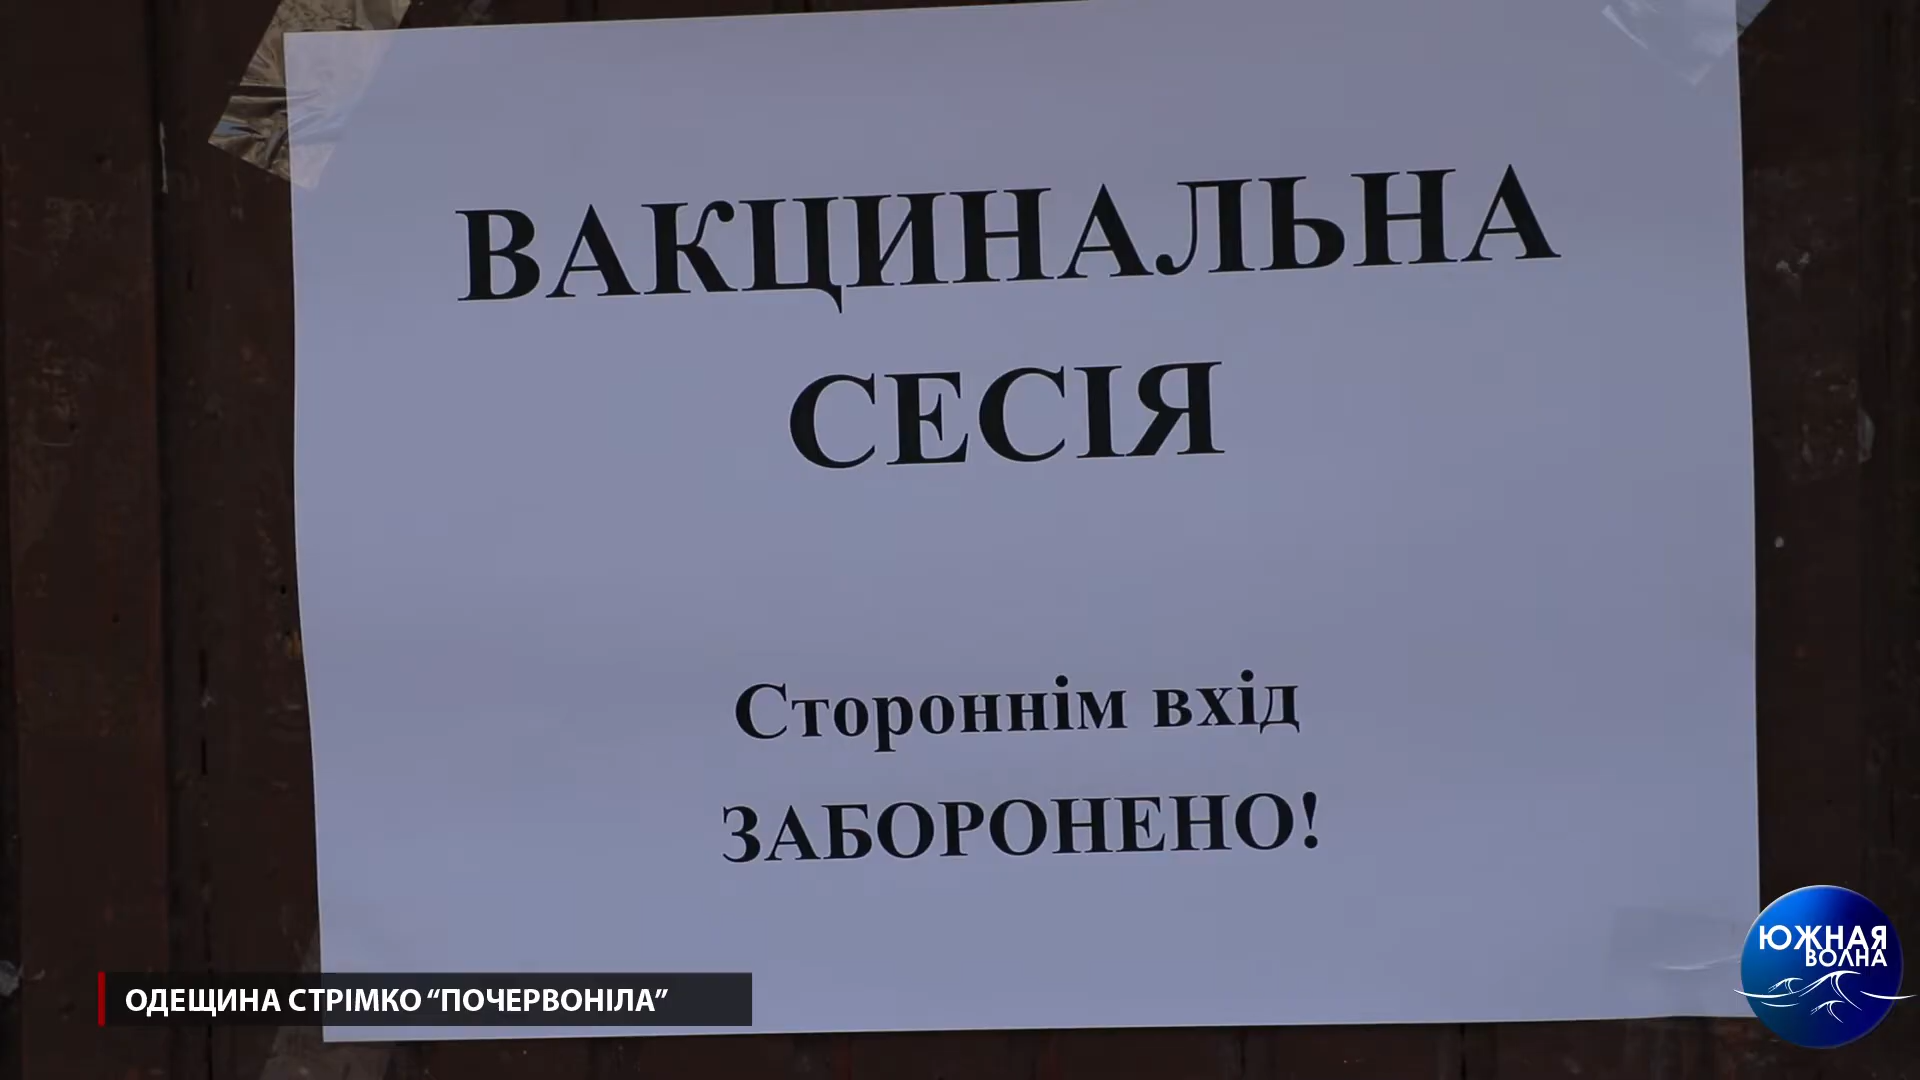 ВАКЦИНАЛЬНА
СЕСІЯ
Стороннім вхід
ЗАБОРОНЕНО!
ОДЕЩИНА СТРІМКО “ПОЧЕРВОНІЛА”
ЮЖНАЯ
ВОЛНА